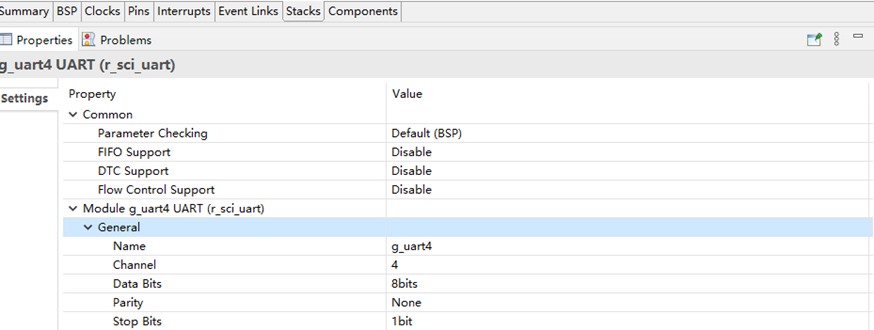 Summary BSP Clocks Pins Interrupts Event Links Stacks Components
Properties Problems
g_uart4 UART (r_sci_uart)
Settings
Property Value
Common
Parameter Checking Default (BSP)
FIFO Support Disable
DTC Support Disable
Flow Control Support Disable
Module g_uart4 UART (r_sci_uart)
General
Name g_uart4
Channel 4
Data Bits 8bits
Parity None
Stop Bits 1bit